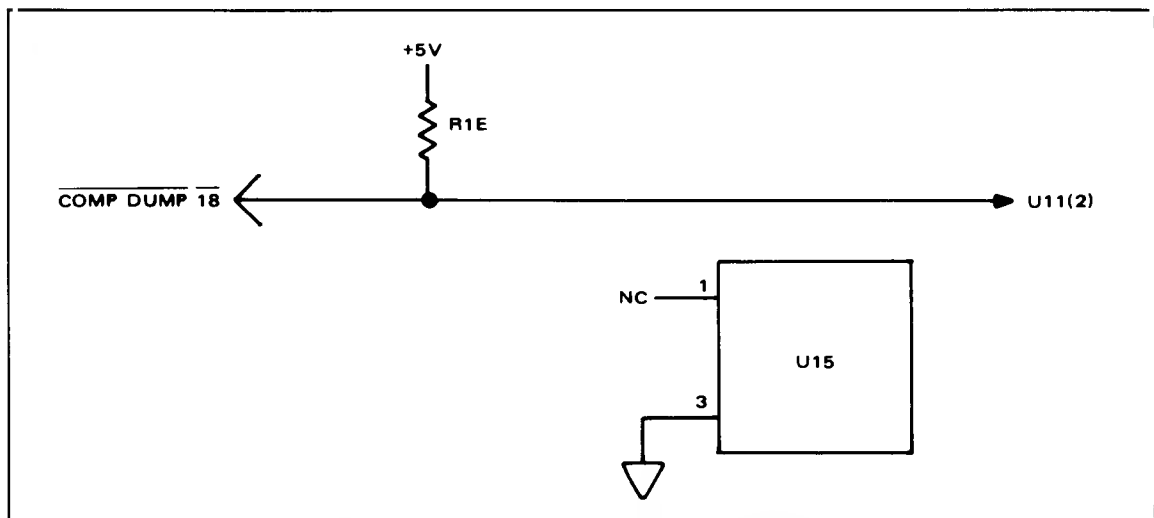 +5V
R1E
COMP DUMP 18
U11(2)
NC
1
U15
3